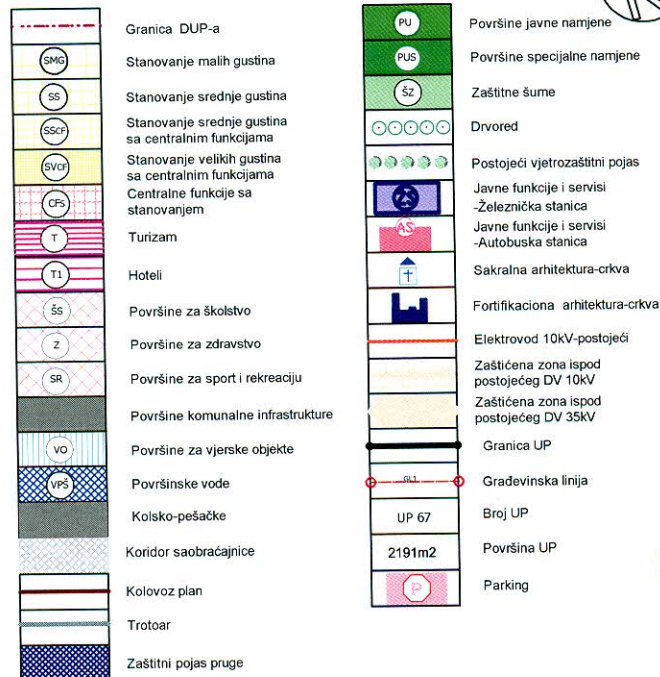 Granica DUP-a
SMG
Stanovanje malih gustina
SS
Stanovanje srednje gustina
SSCF
Stanovanje srednje gustina
sa centralnim funkcijama
SVCF
Stanovanje velikih gustina
sa centralnim funkcijama
CFs
Centralne funkcije sa
stanovanjem
T
Turizam
T1
Hoteli
ŠS
Površine za školstvo
Z
Površine za zdravstvo
SR
Površine za sport i rekreaciju
Površine komunalne infrastrukture
VO
Površine za vjerske objekte
VPŠ
Površinske vode
Kolsko-pešačke
Koridor saobraćajnice
Kolovoz plan
Trotoar
Zaštitni pojas pruge
PU
Površine javne namjene
PUS
Površine specijalne namjene
ŠZ
Zaštitne šume
Drvored
Postojeći vjetrozaštitni pojas
ŽS
Javne funkcije i servisi
-Železnička stanica
AS
Javne funkcije i servisi
-Autobuska stanica
Sakralna arhitektura-crkva
Fortifikaciona arhitektura-crkva
Elektrovod 10kV-postojeći
Zaštićena zona ispod
postojećeg DV 10kV
Zaštićena zona ispod
postojećeg DV 35kV
Granica UP
GL1
Građevinska linija
UP 67
Broj UP
2191m2
Površina UP
P
Parking